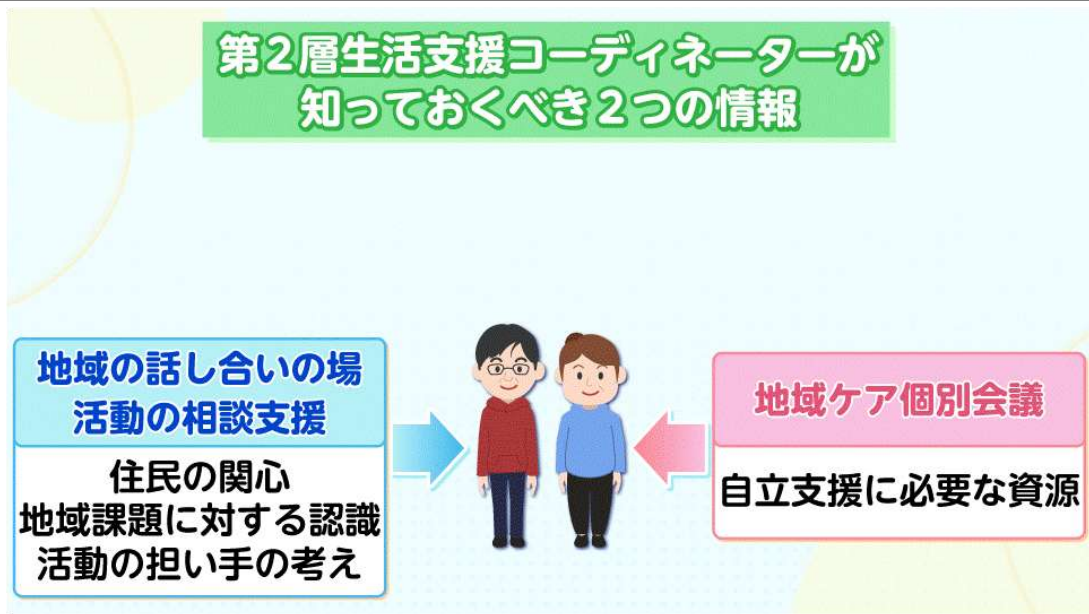 第２層生活支援コーディネーターが
知っておくべき２つの情報
地域の話し合いの場
活動の相談支援
住民の関心
地域課題に対する認識
活動の担い手の考え
地域ケア個別会議
自立支援に必要な資源